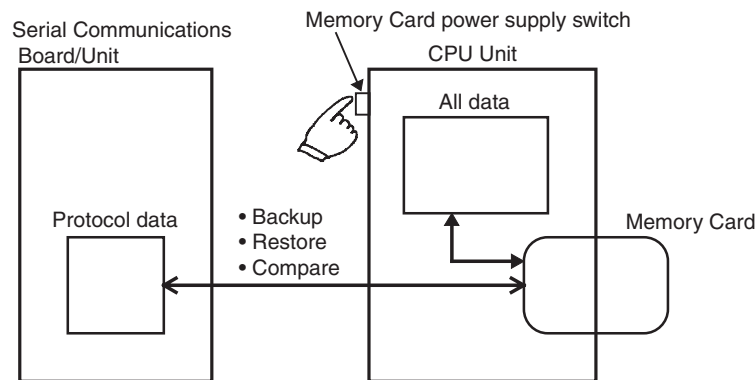 Memory Card power supply switch
Serial Communications
Board/Unit
CPU Unit
All data
Protocol data
• Backup
• Restore
• Compare
Memory Card